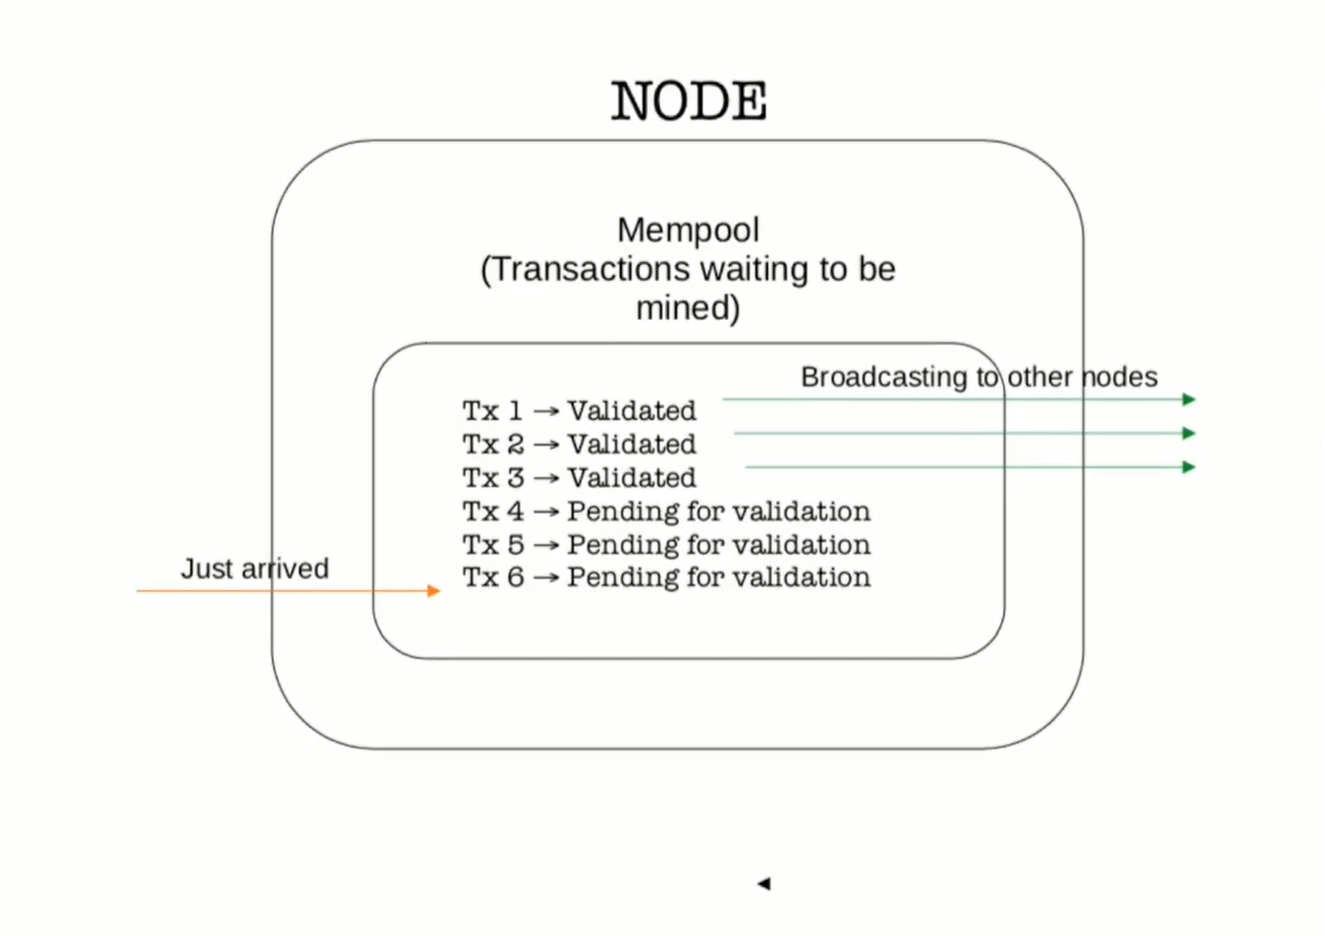 NODE
Mempool
(Transactions waiting to be
mined)
Broadcasting to other nodes
Tx 1 → Validated
Tx 2 → Validated
Tx 3 → Validated
Tx 4 → Pending for validation
Tx 5 → Pending for validation
Just arrived
Tx 6 → Pending for validation